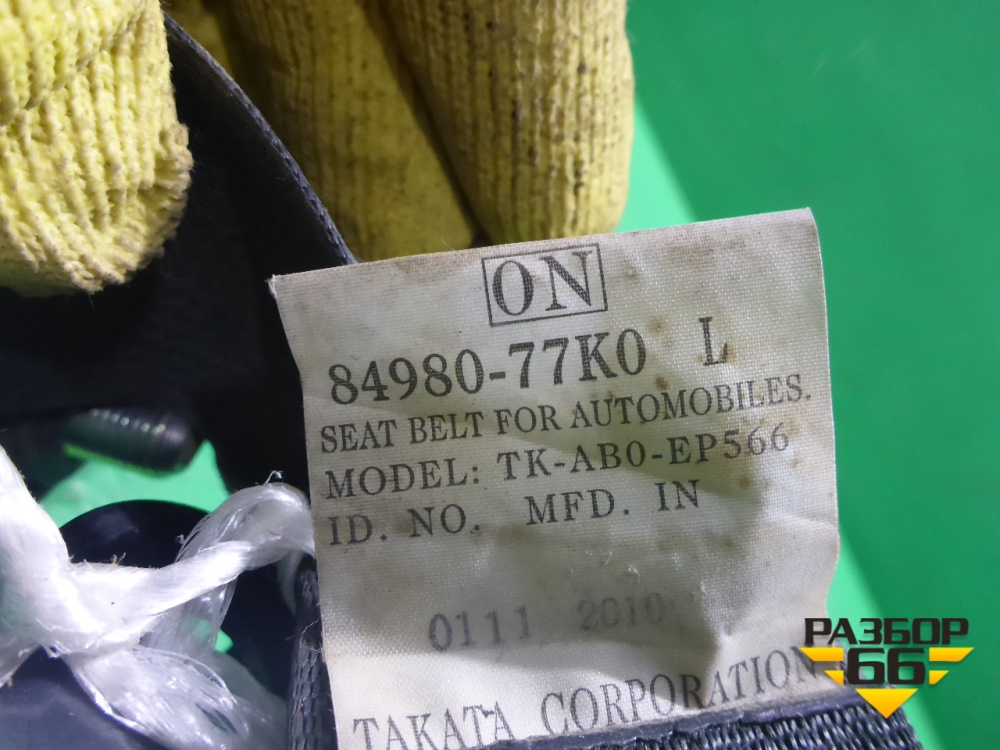 ON
84980-77K0 L
SEAT BELT FOR AUTOMOBILES.
MODEL: TK-AB0-EP566
ID. NO. MFD. IN
0111 2010
TAKATA CORPORATION
РАЗБОР
66